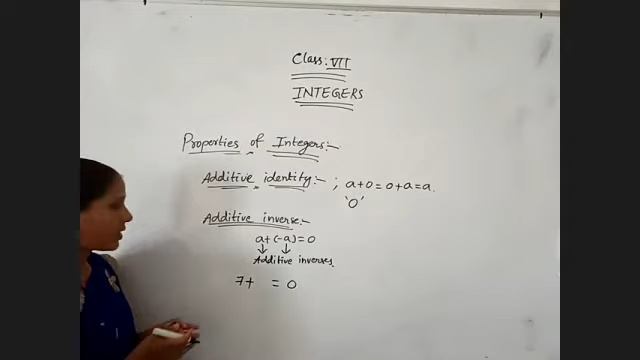 Class: VII
INTEGERS
Properties of Integers:-
Additive identity:- ; a+0=0+a=a.
'0'
Additive inverse:-
a+(-a)=0
↓ ↓
Additive inverses.
7+ = 0